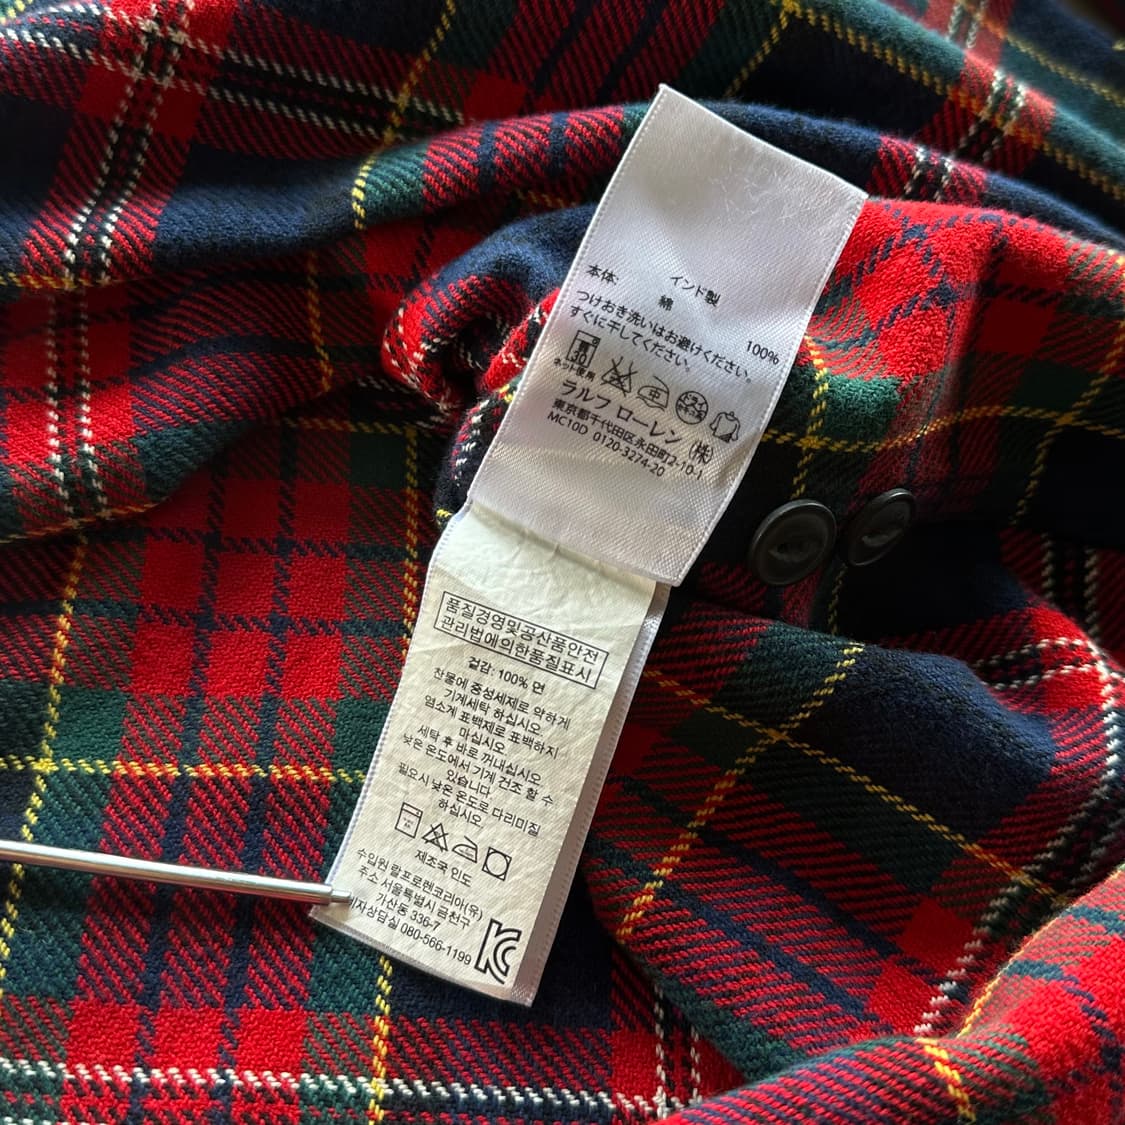 インド製
本体: 綿 100%
つけおき洗いはお避けください。
すぐに干してください。
30
ネット使用
中
ラルフ ローレン (株)
東京都千代田区永田町2-10-1
MC10D 0120-3274-20
품질경영및공산품안전
관리법에의한품질표시
겉감: 100% 면
찬물에 중성세제로 약하게
기계세탁 하십시오
염소계 표백제로 표백하지
마십시오
세탁 후 바로 꺼내십시오
낮은 온도에서 기계 건조 할 수
있습니다
필요시 낮은 온도로 다리미질
하십시오
제조국 인도
수입원 랄프로렌코리아(유)
주소 서울특별시 금천구
가산동 336-7
비자상담실 080-566-1199
KC